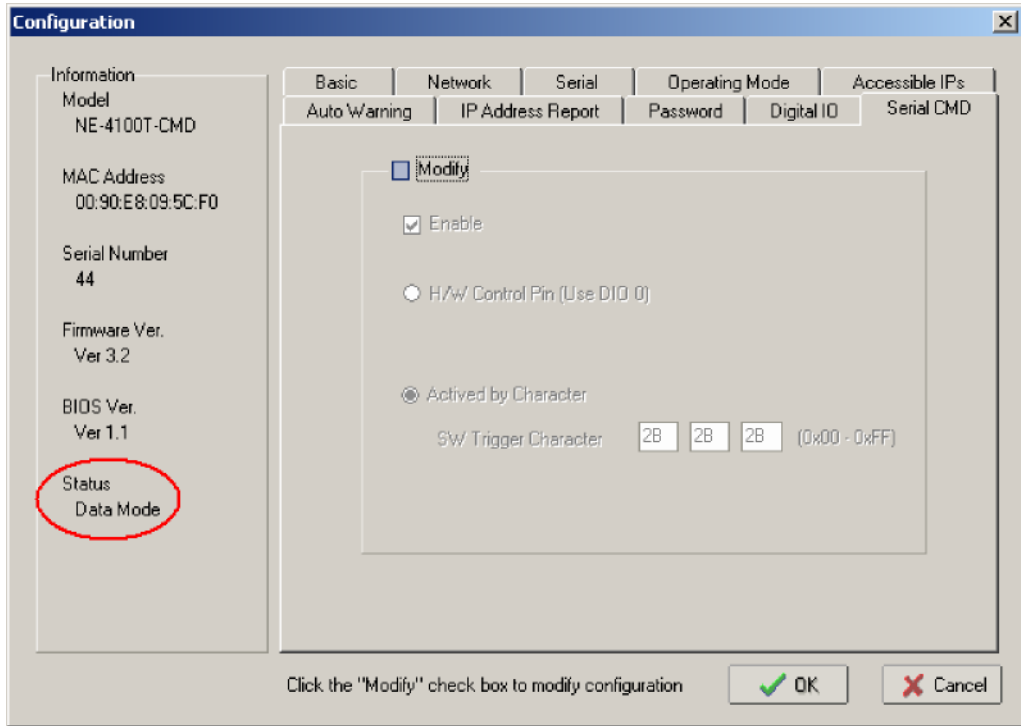 Configuration
Information
Model
NE-4100T-CMD
MAC Address
00:90:E8:09:5C:F0
Serial Number
44
Firmware Ver.
Ver 3.2
BIOS Ver.
Ver 1.1
Status
Data Mode
Basic Network Serial Operating Mode Accessible IPs
Auto Warning IP Address Report Password Digital IO Serial CMD
Modify
Enable
H/W Control Pin (Use DIO 0)
Actived by Character
SW Trigger Character 2B 2B 2B (0x00 - 0xFF)
Click the "Modify" check box to modify configuration OK Cancel